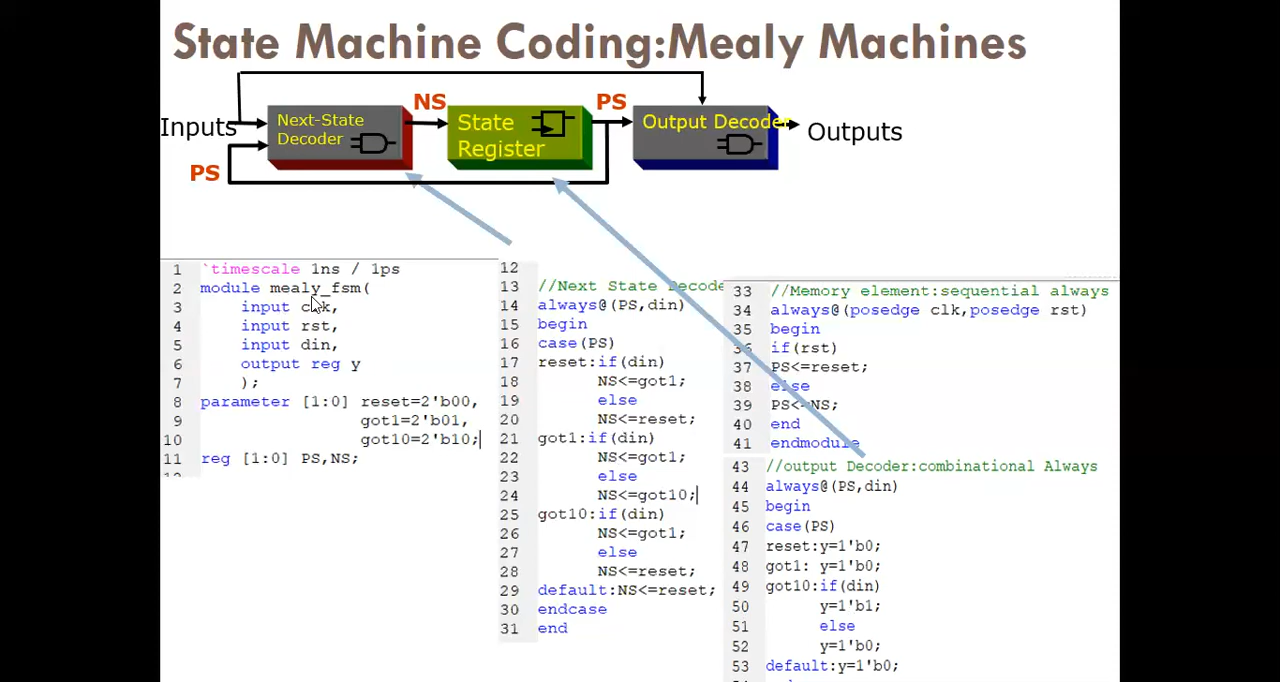 State Machine Coding:Mealy Machines
Inputs
PS
Next-State
Decoder
NS
State
Register
PS
Output Decoder
Outputs
1 `timescale 1ns / 1ps
2 module mealy_fsm(
3 input clk,
4 input rst,
5 input din,
6 output reg y
7 );
8 parameter [1:0] reset=2'b00,
9 got1=2'b01,
10 got10=2'b10;
11 reg [1:0] PS,NS;
12
13 //Next State Decode
14 always@(PS,din)
15 begin
16 case(PS)
17 reset:if(din)
18 NS<=got1;
19 else
20 NS<=reset;
21 got1:if(din)
22 NS<=got1;
23 else
24 NS<=got10;
25 got10:if(din)
26 NS<=got1;
27 else
28 NS<=reset;
29 default:NS<=reset;
30 endcase
31 end
33 //Memory element:sequential always
34 always@(posedge clk,posedge rst)
35 begin
36 if(rst)
37 PS<=reset;
38 else
39 PS<=NS;
40 end
41 endmodule
43 //output Decoder:combinational Always
44 always@(PS,din)
45 begin
46 case(PS)
47 reset:y=1'b0;
48 got1: y=1'b0;
49 got10:if(din)
50 y=1'b1;
51 else
52 y=1'b0;
53 default:y=1'b0;